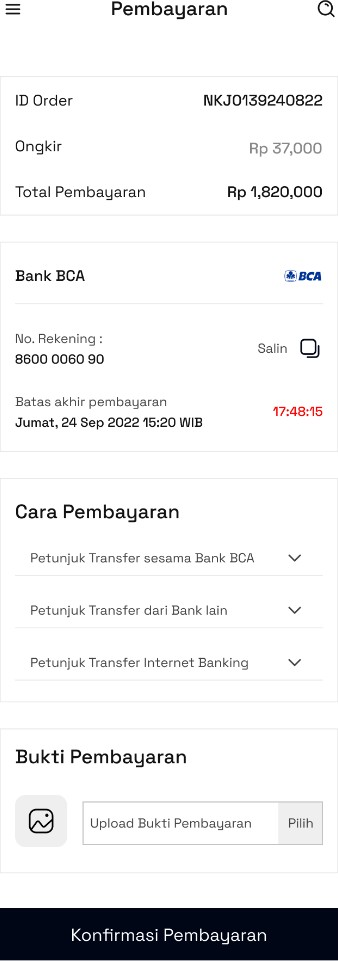 Pembayaran
ID Order NKJ0139240822
Ongkir Rp 37,000
Total Pembayaran Rp 1,820,000
Bank BCA BCA
No. Rekening :
8600 0060 90
Salin
Batas akhir pembayaran
Jumat, 24 Sep 2022 15:20 WIB
17:48:15
Cara Pembayaran
Petunjuk Transfer sesama Bank BCA
Petunjuk Transfer dari Bank lain
Petunjuk Transfer Internet Banking
Bukti Pembayaran
Upload Bukti Pembayaran Pilih
Konfirmasi Pembayaran